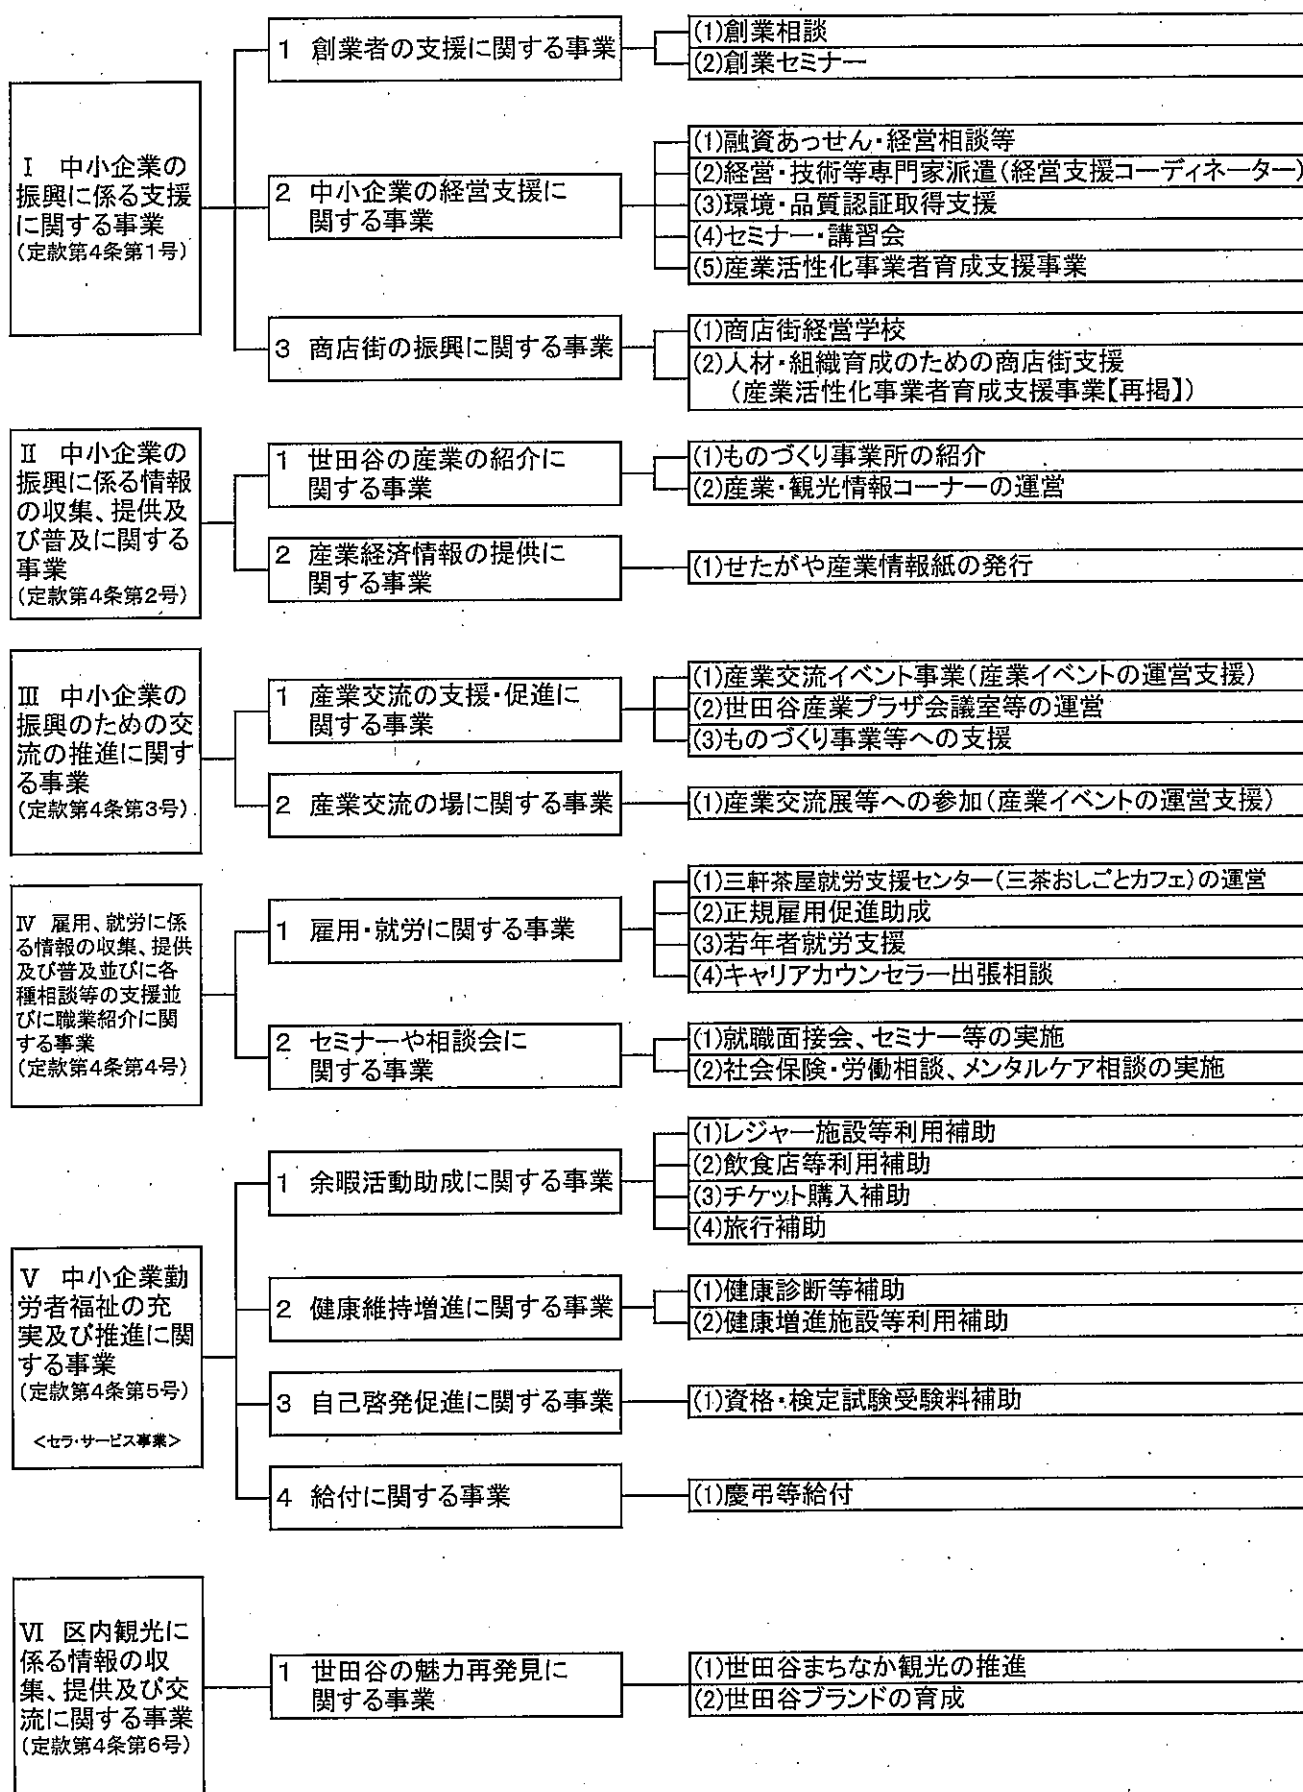 Ⅰ 中小企業の
振興に係る支援
に関する事業
(定款第4条第1号)
1 創業者の支援に関する事業
(1)創業相談
(2)創業セミナー
2 中小企業の経営支援に
関する事業
(1)融資あっせん・経営相談等
(2)経営・技術等専門家派遣(経営支援コーディネーター)
(3)環境・品質認証取得支援
(4)セミナー・講習会
(5)産業活性化事業者育成支援事業
3 商店街の振興に関する事業
(1)商店街経営学校
(2)人材・組織育成のための商店街支援
(産業活性化事業者育成支援事業【再掲】)
Ⅱ 中小企業の
振興に係る情報
の収集、提供及
び普及に関する
事業
(定款第4条第2号)
1 世田谷の産業の紹介に
関する事業
(1)ものづくり事業所の紹介
(2)産業・観光情報コーナーの運営
2 産業経済情報の提供に
関する事業
(1)せたがや産業情報紙の発行
Ⅲ 中小企業の
振興のための交
流の推進に関す
る事業
(定款第4条第3号)
1 産業交流の支援・促進に
関する事業
(1)産業交流イベント事業(産業イベントの運営支援)
(2)世田谷産業プラザ会議室等の運営
(3)ものづくり事業等への支援
2 産業交流の場に関する事業
(1)産業交流展等への参加(産業イベントの運営支援)
Ⅳ 雇用、就労に係
る情報の収集、提供
及び普及並びに各
種相談等の支援並
びに職業紹介に関
する事業
(定款第4条第4号)
1 雇用・就労に関する事業
(1)三軒茶屋就労支援センター(三茶おしごとカフェ)の運営
(2)正規雇用促進助成
(3)若年者就労支援
(4)キャリアカウンセラー出張相談
2 セミナーや相談会に
関する事業
(1)就職面接会、セミナー等の実施
(2)社会保険・労働相談、メンタルケア相談の実施
Ⅴ 中小企業勤
労者福祉の充
実及び推進に関
する事業
(定款第4条第5号)
<セラ・サービス事業>
1 余暇活動助成に関する事業
(1)レジャー施設等利用補助
(2)飲食店等利用補助
(3)チケット購入補助
(4)旅行補助
2 健康維持増進に関する事業
(1)健康診断等補助
(2)健康増進施設等利用補助
3 自己啓発促進に関する事業
(1)資格・検定試験受験料補助
4 給付に関する事業
(1)慶弔等給付
Ⅵ 区内観光に
係る情報の収
集、提供及び交
流に関する事業
(定款第4条第6号)
1 世田谷の魅力再発見に
関する事業
(1)世田谷まちなか観光の推進
(2)世田谷ブランドの育成